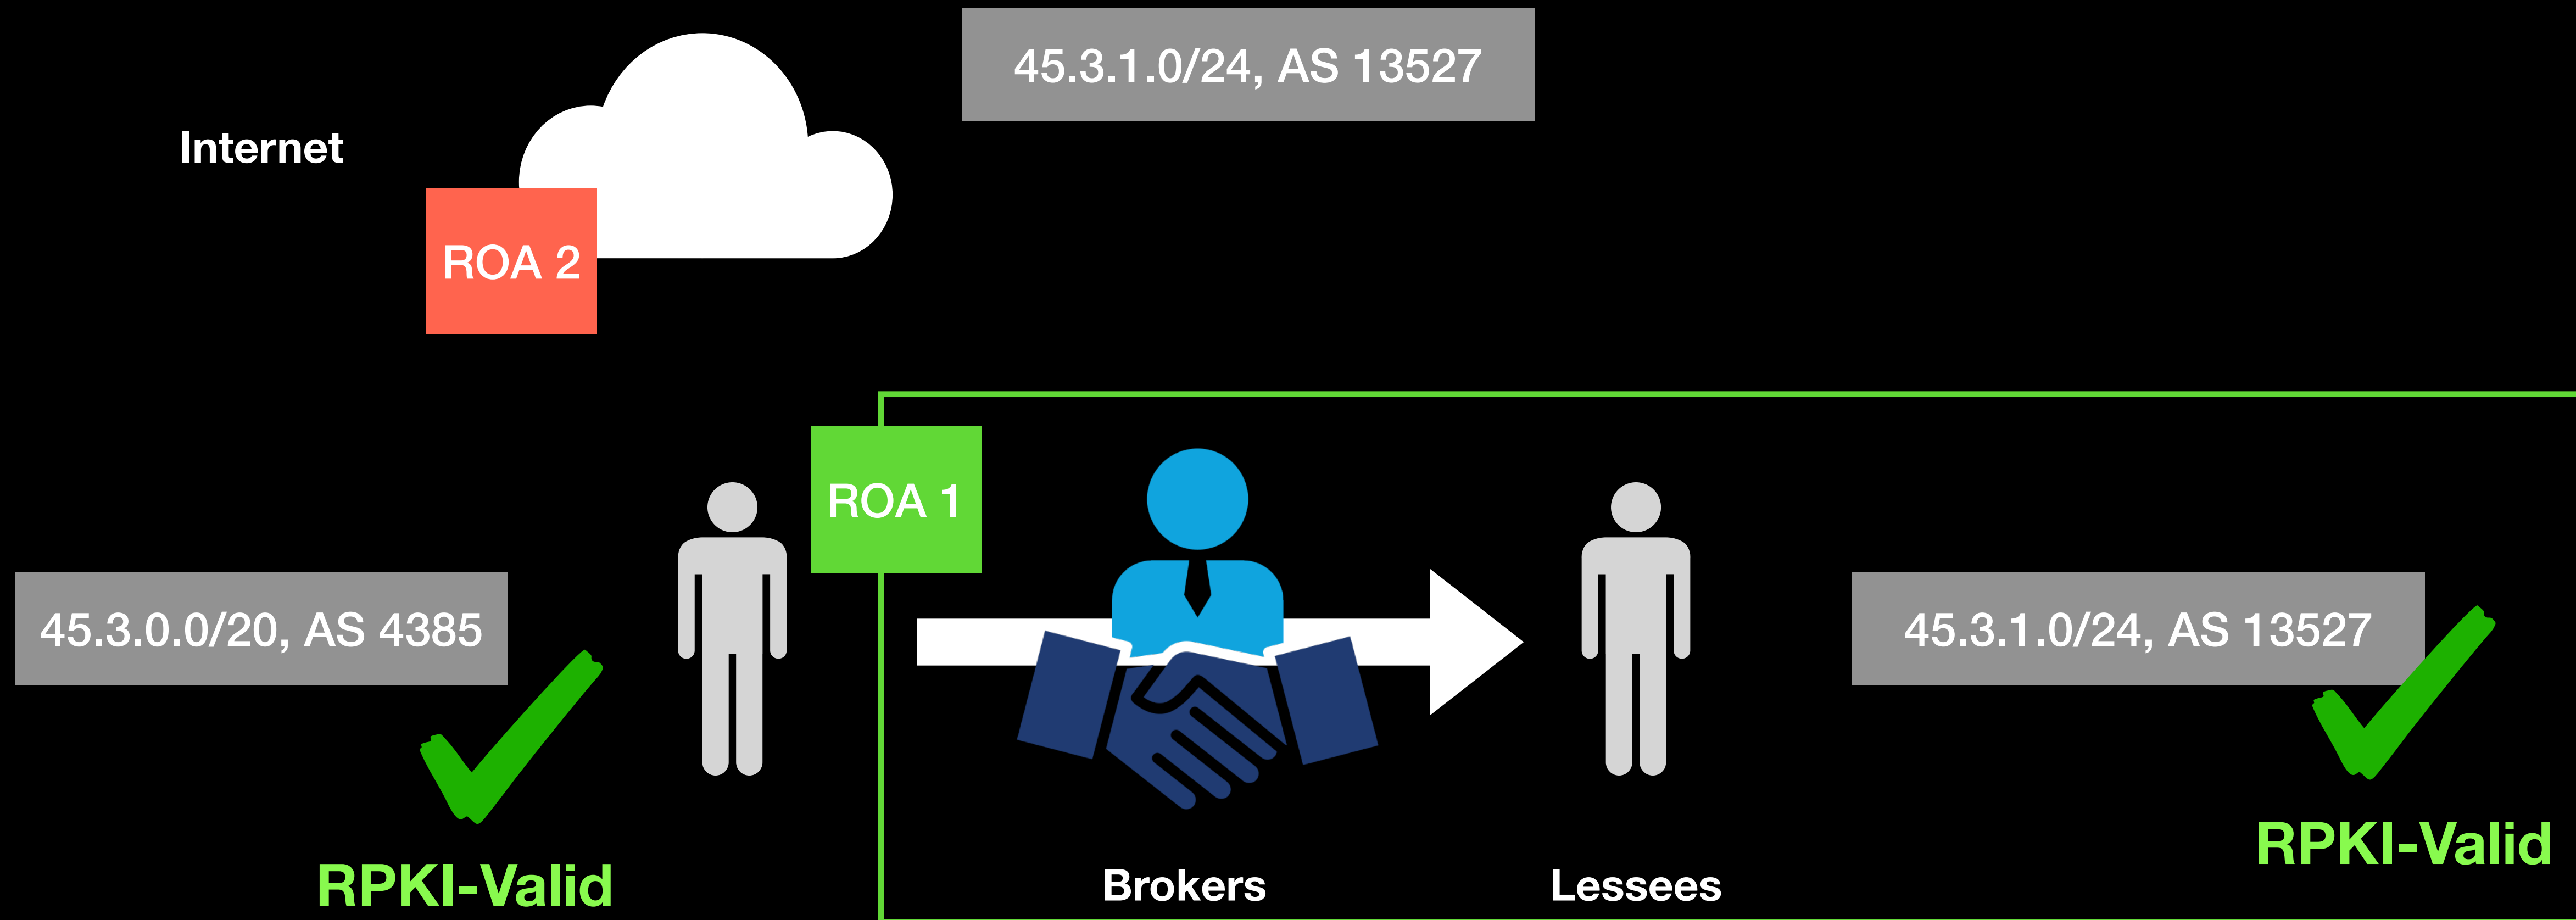 45.3.1.0/24, AS 13527
Internet
ROA 2
ROA 1
45.3.0.0/20, AS 4385
45.3.1.0/24, AS 13527
RPKI-Valid
RPKI-Valid
Brokers
Lessees